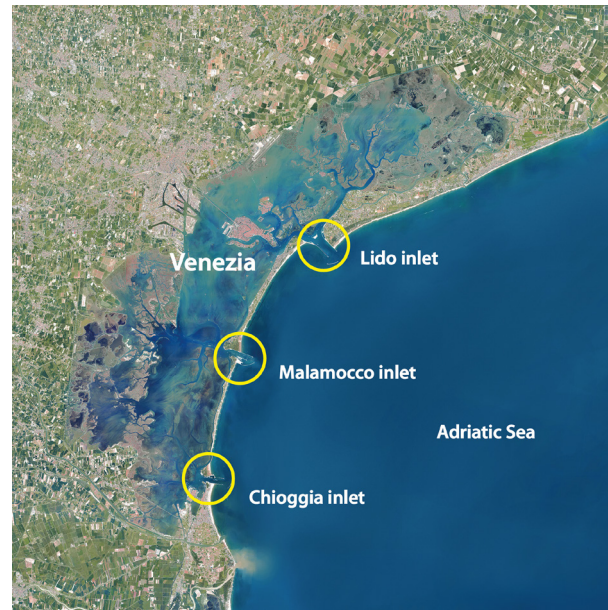 Venezia
Lido inlet
Malamocco inlet
Adriatic Sea
Chioggia inlet